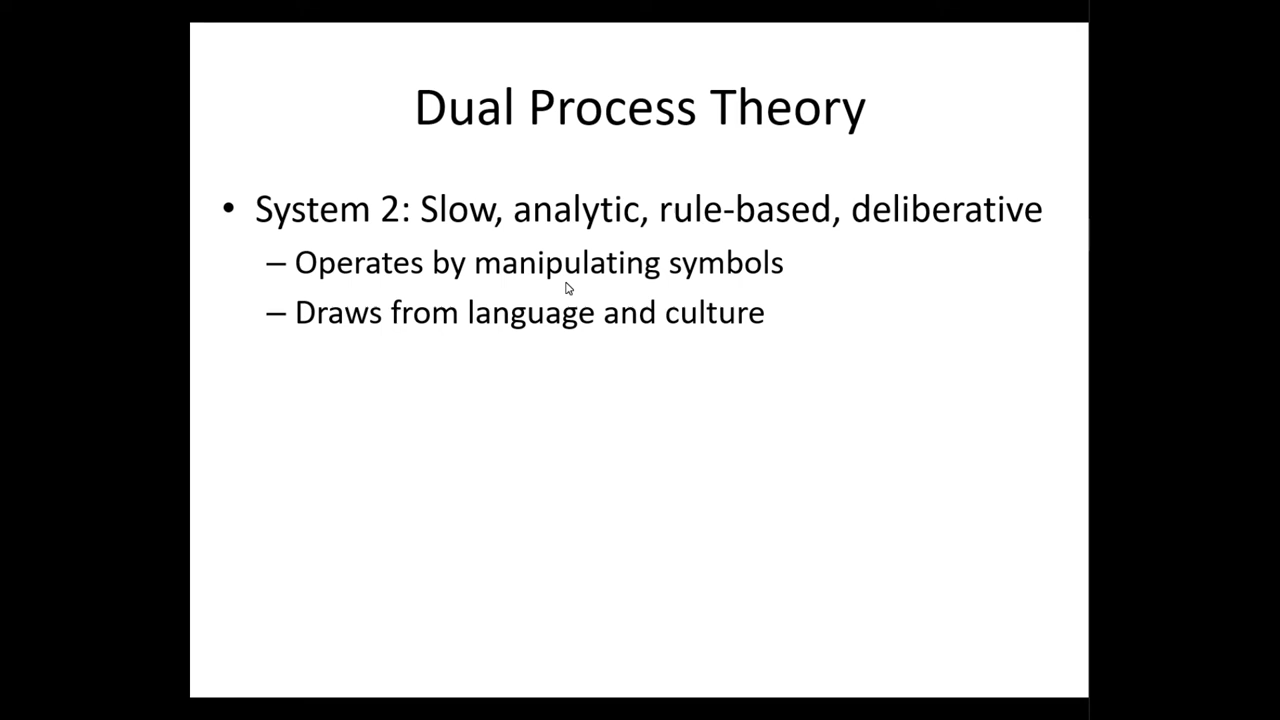 Dual Process Theory
• System 2: Slow, analytic, rule-based, deliberative
– Operates by manipulating symbols
– Draws from language and culture